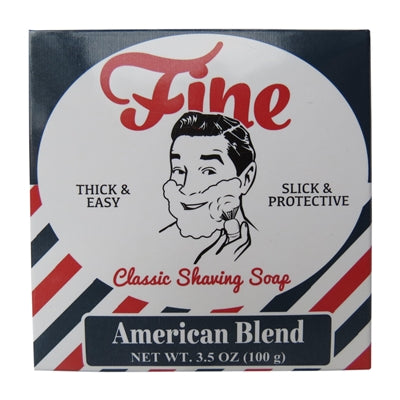 Fine
THICK &
EASY
SLICK &
PROTECTIVE
Classic Shaving Soap
American Blend
NET WT. 3.5 OZ (100 g)